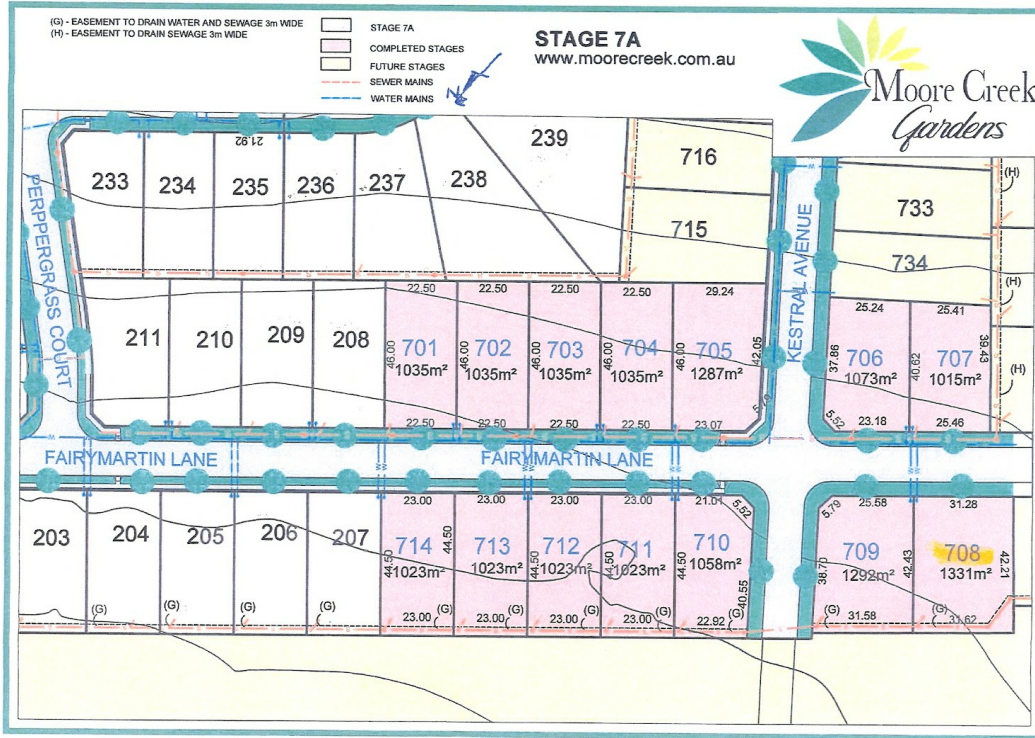 (G) - EASEMENT TO DRAIN WATER AND SEWAGE 3m WIDE
(H) - EASEMENT TO DRAIN SEWAGE 3m WIDE
STAGE 7A
COMPLETED STAGES
FUTURE STAGES
SEWER MAINS
WATER MAINS
N
STAGE 7A
www.moorecreek.com.au
Moore Creek
Gardens
21.92
239
716
(H)
233 234 235 236 237 238
733
PERPPERGRASS COURT
715
KESTRAL AVENUE
734
(H)
22.50 22.50 22.50 22.50 29.24
25.24 25.41
211 210 209 208
46.00 701 46.00 702 46.00 703 46.00 704 46.00 705 42.05
37.86 706 40.62 707 39.43
1035m² 1035m² 1035m² 1035m² 1287m²
1073m² 1015m²
(H)
22.50 22.50 22.50 22.50 23.07 5.79
5.52 23.18 25.46
FAIRYMARTIN LANE FAIRYMARTIN LANE
23.00 23.00 23.00 23.00 21.01 5.52
5.79 25.58 31.28
203 204 205 206 207
44.50 714 44.50 713 44.50 712 44.50 711 44.50 710 40.55
38.70 709 42.43 708 42.21
1023m² 1023m² 1023m² 1023m² 1058m²
1292m² 1331m²
(G) (G) (G) (G)
23.00 (G) 23.00 (G) 23.00 (G) 23.00 (G) 22.92 (G)
(G) 31.58 (G) 31.62